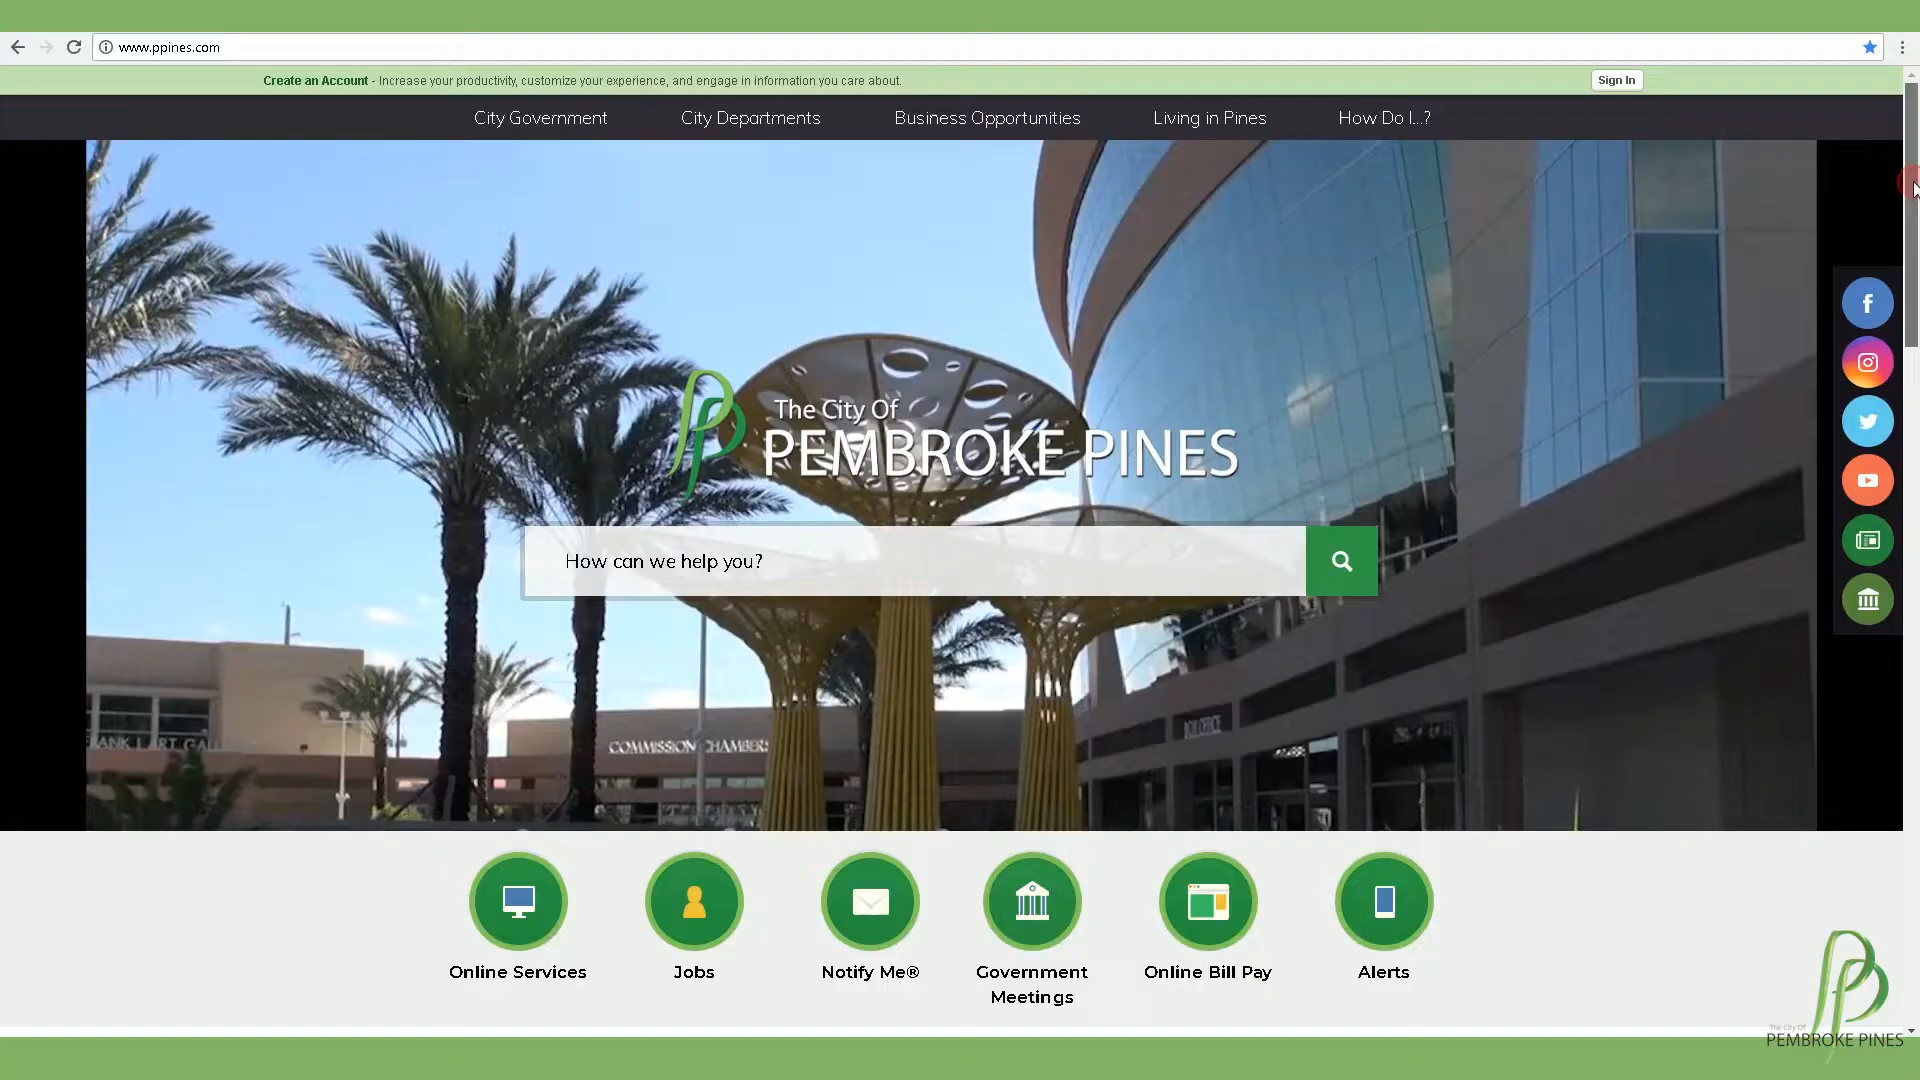 www.ppines.com
Create an Account - Increase your productivity, customize your experience, and engage in information you care about.
Sign In
City Government
City Departments
Business Opportunities
Living in Pines
How Do I...?
The City Of
PEMBROKE PINES
How can we help you?
COMMISSION CHAMBERS
BOX OFFICE
Online Services
Jobs
Notify Me®
Government
Meetings
Online Bill Pay
Alerts
The City Of
PEMBROKE PINES